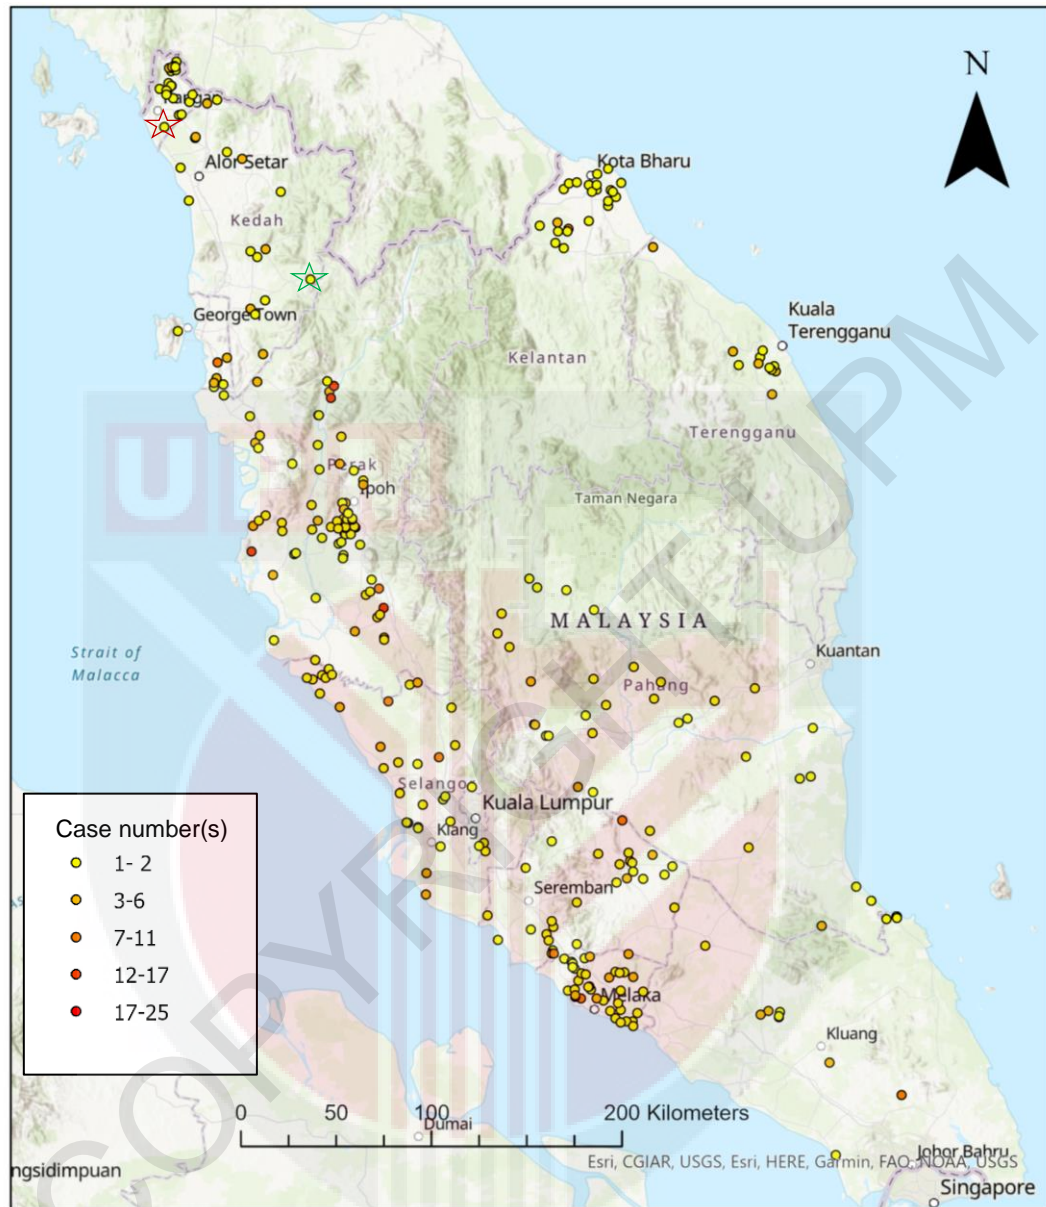 N
Kangar
Alor Setar
Kota Bharu
Kedah
George Town
Kuala
Terengganu
Kelantan
Terengganu
Perak
Ipoh
Taman Negara
MALAYSIA
Strait of
Malacca
Kuantan
Pahang
Selangor
Kuala Lumpur
Klang
Case number(s)
1- 2
3-6
7-11
12-17
17-25
Seremban
Melaka
Kluang
0 50 100 200 Kilometers
Dumai
Johor Bahru
Esri, CGIAR, USGS, Esri, HERE, Garmin, FAO, NOAA, USGS
ngsidimpuan
Singapore
COPYRIGHT UPM